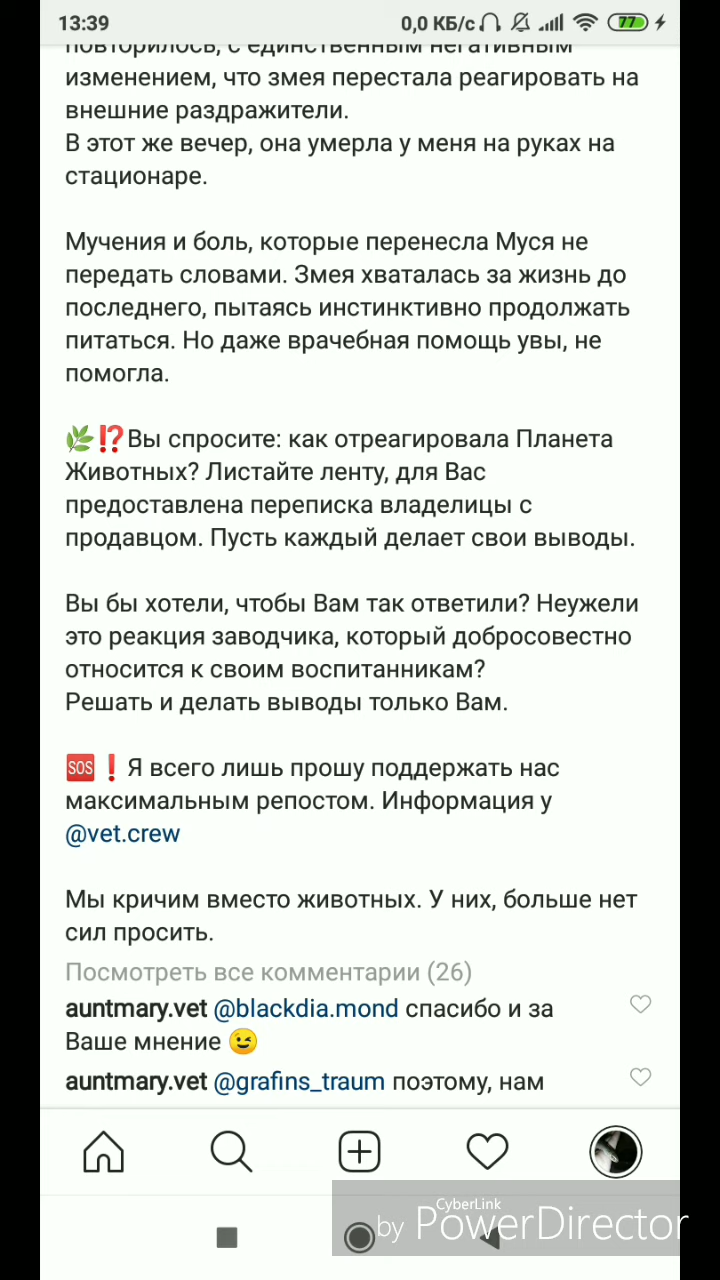 13:39
0,0 КБ/с
77
повторилось, с единственным негативным
изменением, что змея перестала реагировать на
внешние раздражители.
В этот же вечер, она умерла у меня на руках на
стационаре.
Мучения и боль, которые перенесла Муся не
передать словами. Змея хваталась за жизнь до
последнего, пытаясь инстинктивно продолжать
питаться. Но даже врачебная помощь увы, не
помогла.
🌿⁉️Вы спросите: как отреагировала Планета
Животных? Листайте ленту, для Вас
предоставлена переписка владелицы с
продавцом. Пусть каждый делает свои выводы.
Вы бы хотели, чтобы Вам так ответили? Неужели
это реакция заводчика, который добросовестно
относится к своим воспитанникам?
Решать и делать выводы только Вам.
🆘❗Я всего лишь прошу поддержать нас
максимальным репостом. Информация у
@vet.crew
Мы кричим вместо животных. У них, больше нет
сил просить.
Посмотреть все комментарии (26)
auntmary.vet @blackdia.mond спасибо и за
Ваше мнение 😉
auntmary.vet @grafins_traum поэтому, нам
CyberLink
by PowerDirector